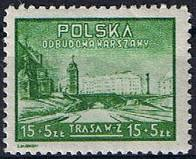 POLSKA
ODBUDOWA WARSZAWY
15+5 ZŁ TRASA W-Z 15+5 ZŁ